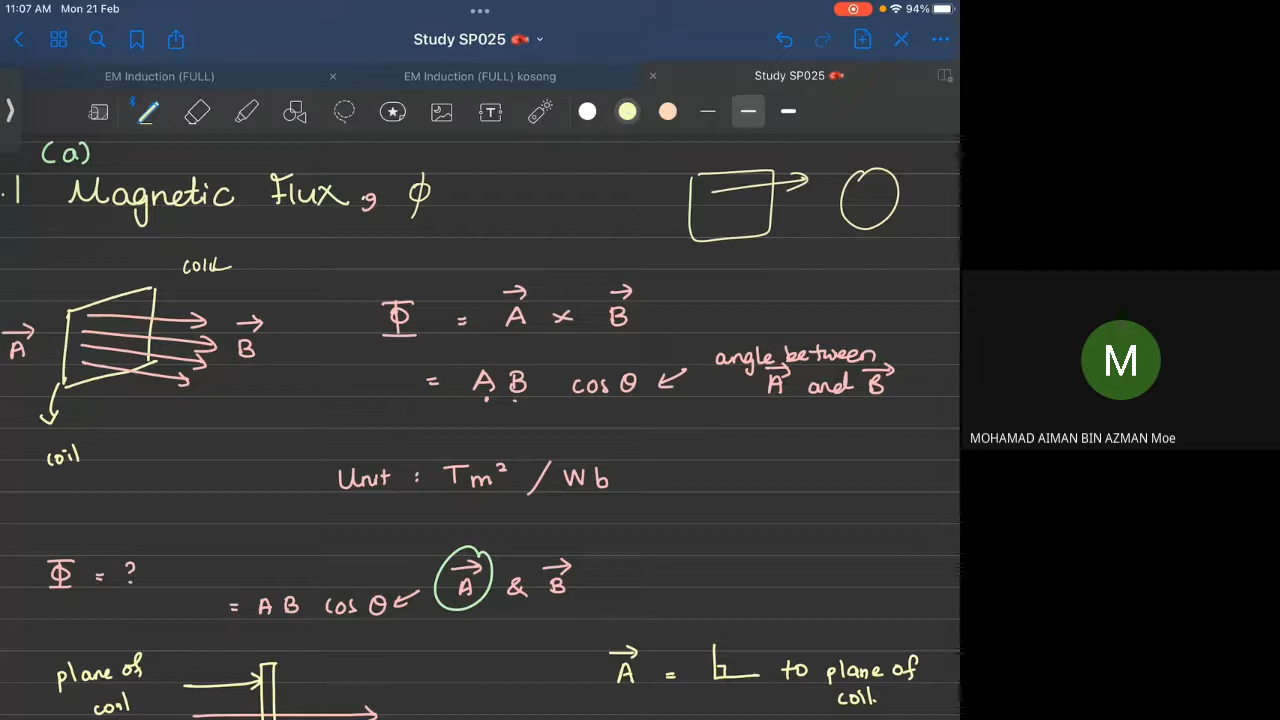 11:07 AM Mon 21 Feb
94%
Study SP025
EM Induction (FULL)
EM Induction (FULL) kosong
Study SP025
T
(a)
.1 Magnetic Flux, ϕ
coil
A
B
Φ = A × B
= A B cos θ
angle between
A and B
coil
Unit : Tm² / Wb
Φ = ?
= A B cos θ
A & B
plane of
coil
A = to plane of
coil.
M
MOHAMAD AIMAN BIN AZMAN Moe